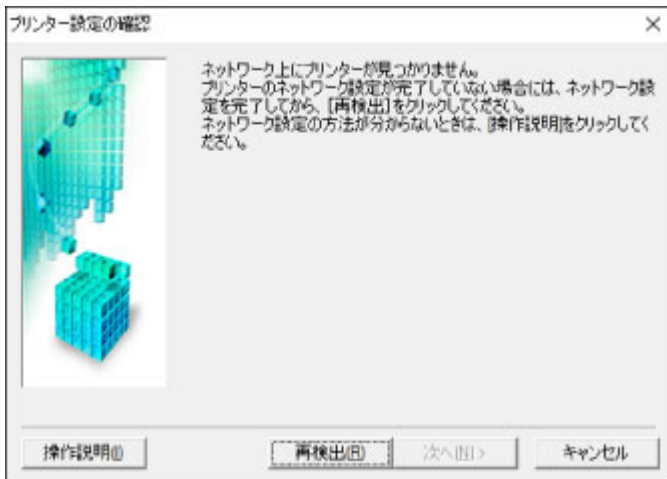 プリンター設定の確認
ネットワーク上にプリンターが見つかりません。
プリンターのネットワーク設定が完了していない場合には、ネットワーク設
定を完了してから、[再検出]をクリックしてください。
ネットワーク設定の方法が分からないときは、[操作説明]をクリックしてく
ださい。
操作説明(I) 再検出(R) 次へ(N) > キャンセル